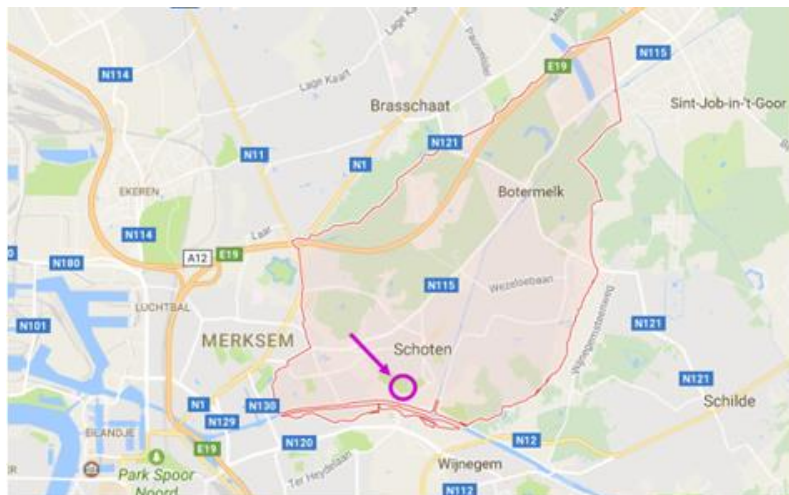 N115
E19
N114
Lage Kaart
Brasschaat
Sint-Job-in-'t-Goor
N121
N11
N1
EKEREN
Botermelk
N114
Laar
E19
A12
N180
N115
Wezelsebaan
LUCHTBAL
N101
MERKSEM
N121
Schoten
Wijnegemsteenweg
N121
N1
N130
Schilde
N129
EILANDJE
E19
N120
N12
Ter Heydelaan
Wijnegem
Park Spoor
Noord
N112